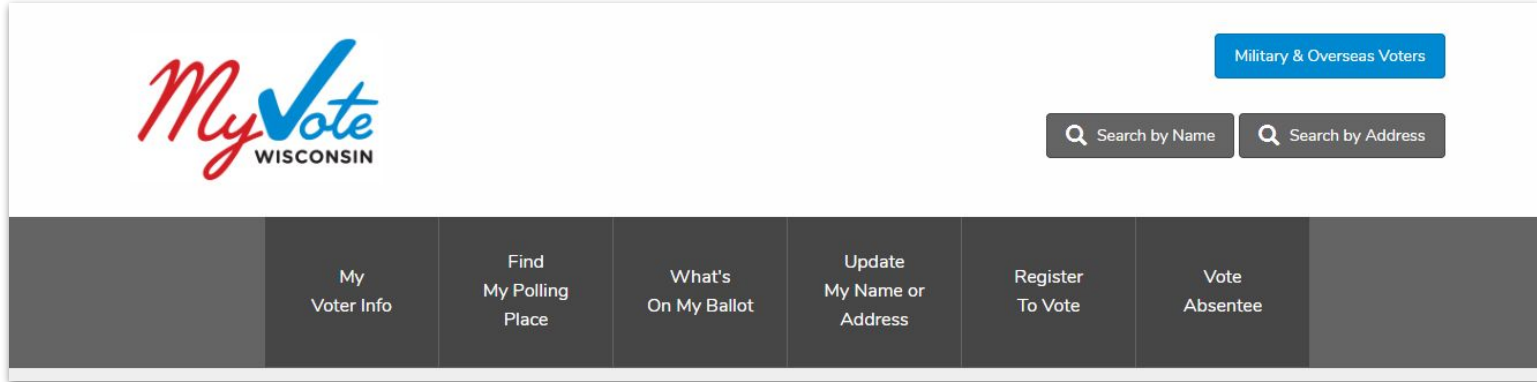 MyVote
WISCONSIN
Military & Overseas Voters
Search by Name
Search by Address
My
Voter Info
Find
My Polling
Place
What's
On My Ballot
Update
My Name or
Address
Register
To Vote
Vote
Absentee